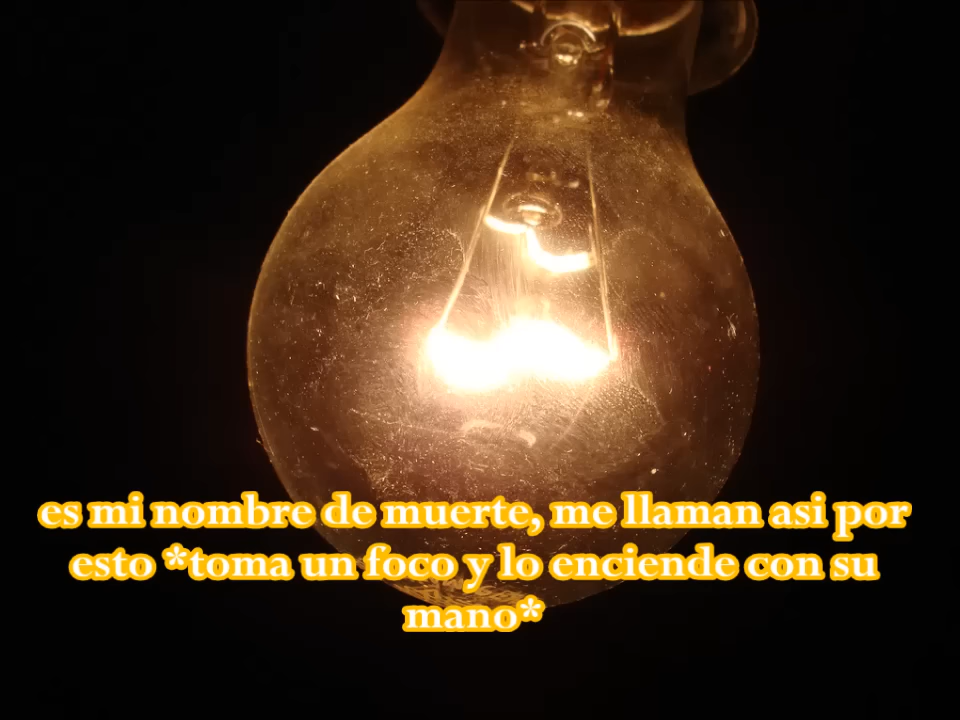 es mi nombre de muerte, me llaman asi por
esto *toma un foco y lo enciende con su
mano*